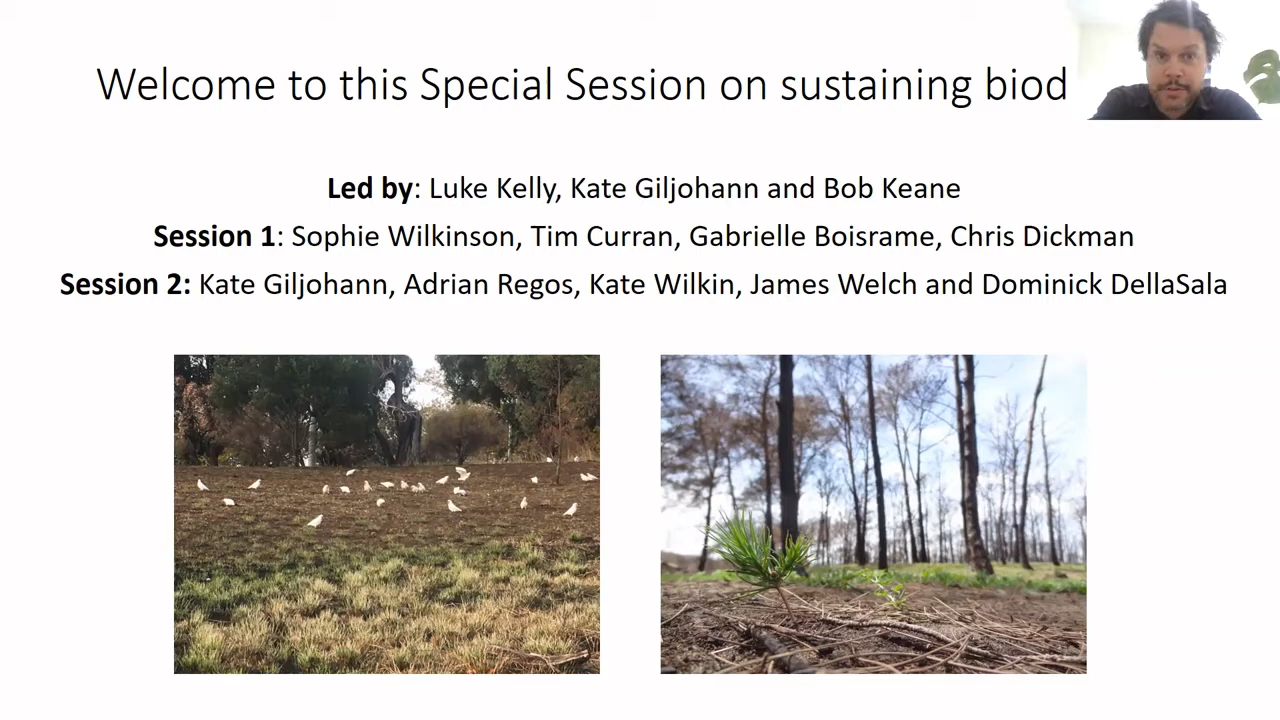 Welcome to this Special Session on sustaining biod
Led by: Luke Kelly, Kate Giljohann and Bob Keane
Session 1: Sophie Wilkinson, Tim Curran, Gabrielle Boisrame, Chris Dickman
Session 2: Kate Giljohann, Adrian Regos, Kate Wilkin, James Welch and Dominick DellaSala